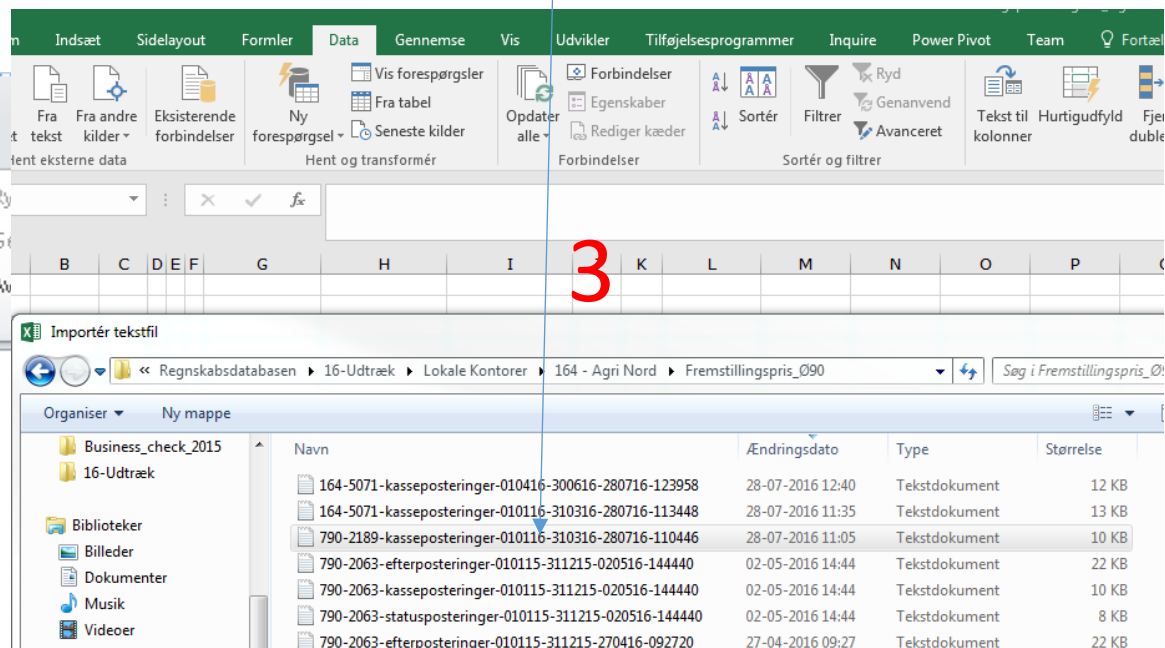 Indsæt Sidelayout Formler Data Gennemse Vis Udvikler Tilføjelsesprogrammer Inquire Power Pivot Team Fortæl
Fra tekst
Fra andre kilder
Eksisterende forbindelser
Ny forespørgsel
Vis forespørgsler
Fra tabel
Seneste kilder
Opdater alle
Forbindelser
Egenskaber
Rediger kæder
Sortér
Filtrer
Ryd
Genanvend
Avanceret
Tekst til kolonner
Hurtigudfyld
Hent eksterne data Hent og transformér Forbindelser Sortér og filtrer
fx
B C D E F G H I K L M N O P
3
Importér tekstfil
« Regnskabsdatabasen 16-Udtræk Lokale Kontorer 164 - Agri Nord Fremstillingspris_Ø90
Organiser Ny mappe
Business_check_2015
16-Udtræk
Biblioteker
Billeder
Dokumenter
Musik
Videoer
Navn Ændringsdato Type Størrelse
164-5071-kasseposteringer-010416-300616-280716-123958 28-07-2016 12:40 Tekstdokument 12 KB
164-5071-kasseposteringer-010116-310316-280716-113448 28-07-2016 11:35 Tekstdokument 13 KB
790-2189-kasseposteringer-010116-310316-280716-110446 28-07-2016 11:05 Tekstdokument 10 KB
790-2063-efterposteringer-010115-311215-020516-144440 02-05-2016 14:44 Tekstdokument 22 KB
790-2063-kasseposteringer-010115-311215-020516-144440 02-05-2016 14:44 Tekstdokument 10 KB
790-2063-statusposteringer-010115-311215-020516-144440 02-05-2016 14:44 Tekstdokument 8 KB
790-2063-efterposteringer-010115-311215-270416-092720 27-04-2016 09:27 Tekstdokument 22 KB